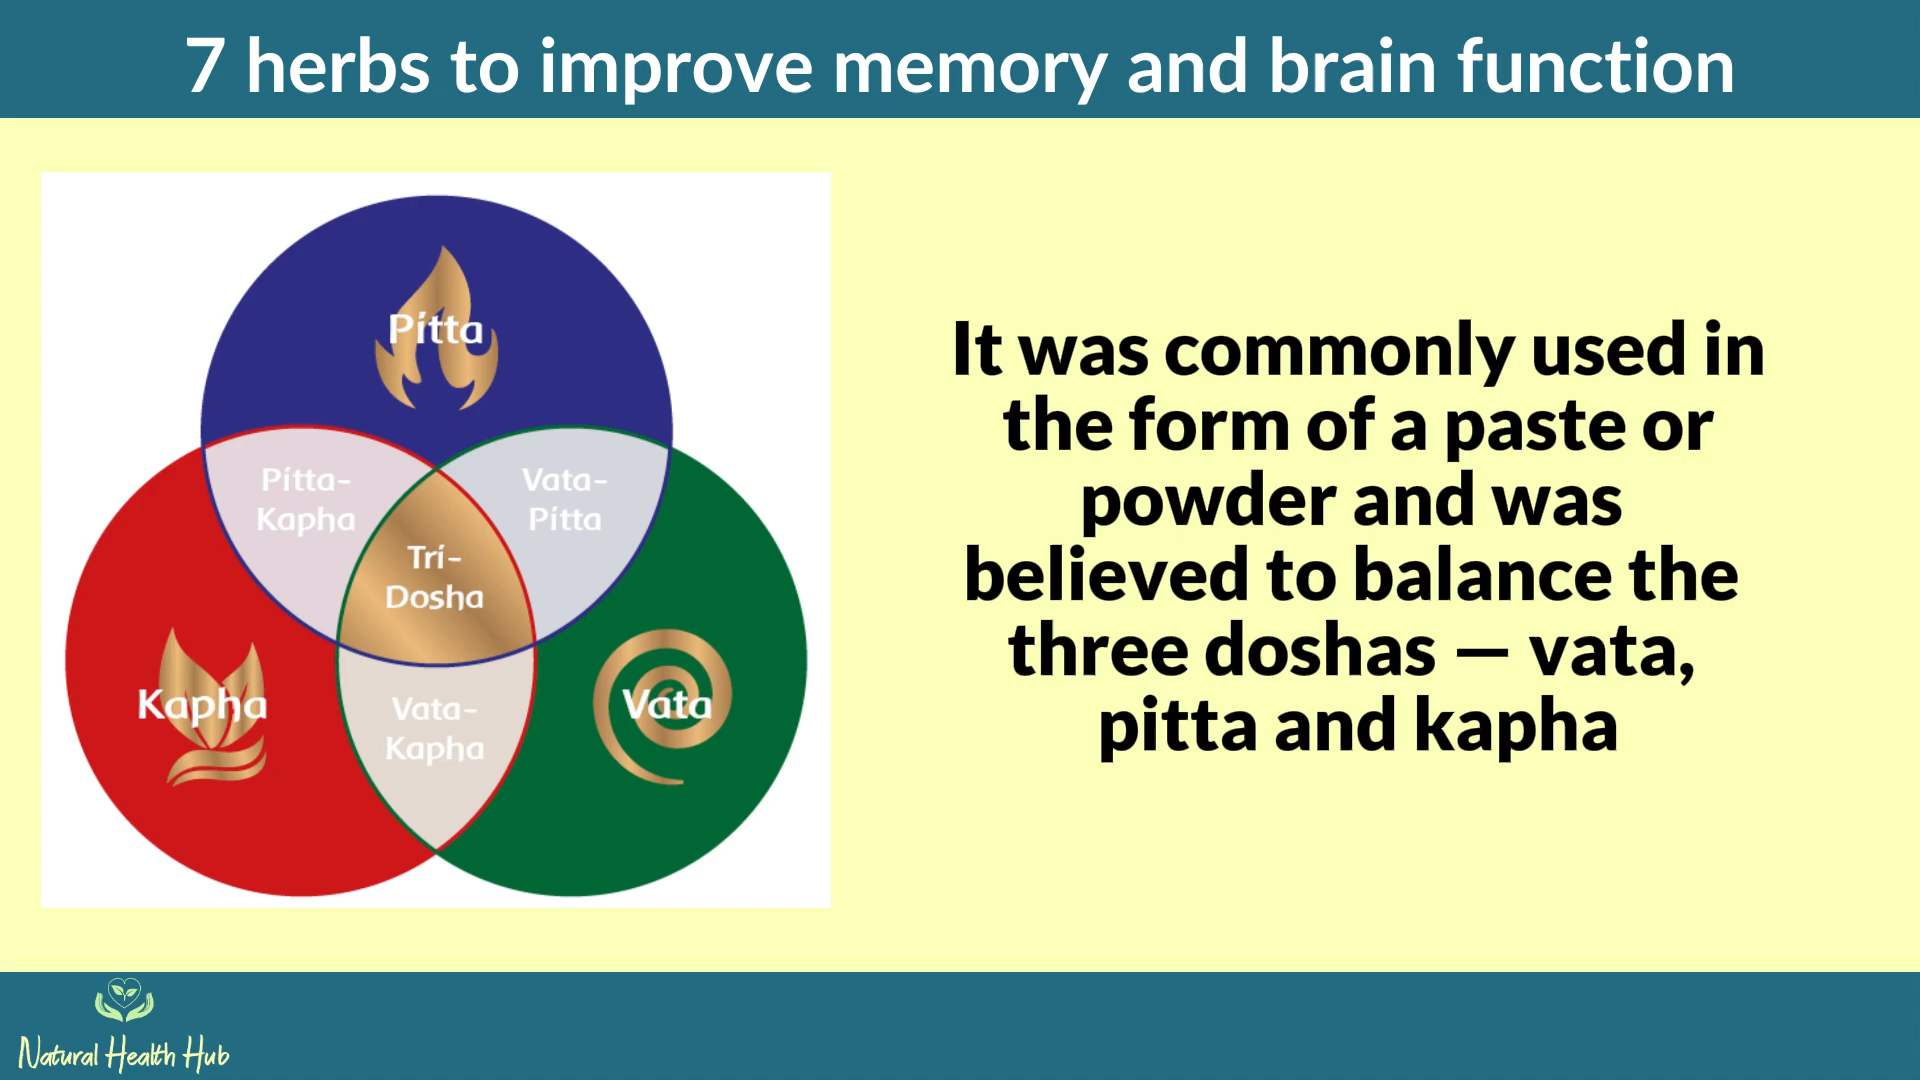 7 herbs to improve memory and brain function
Pitta
Pitta-
Kapha
Vata-
Pitta
Tri-
Dosha
Kapha
Vata
Vata-
Kapha
It was commonly used in
the form of a paste or
powder and was
believed to balance the
three doshas — vata,
pitta and kapha
Natural Health Hub